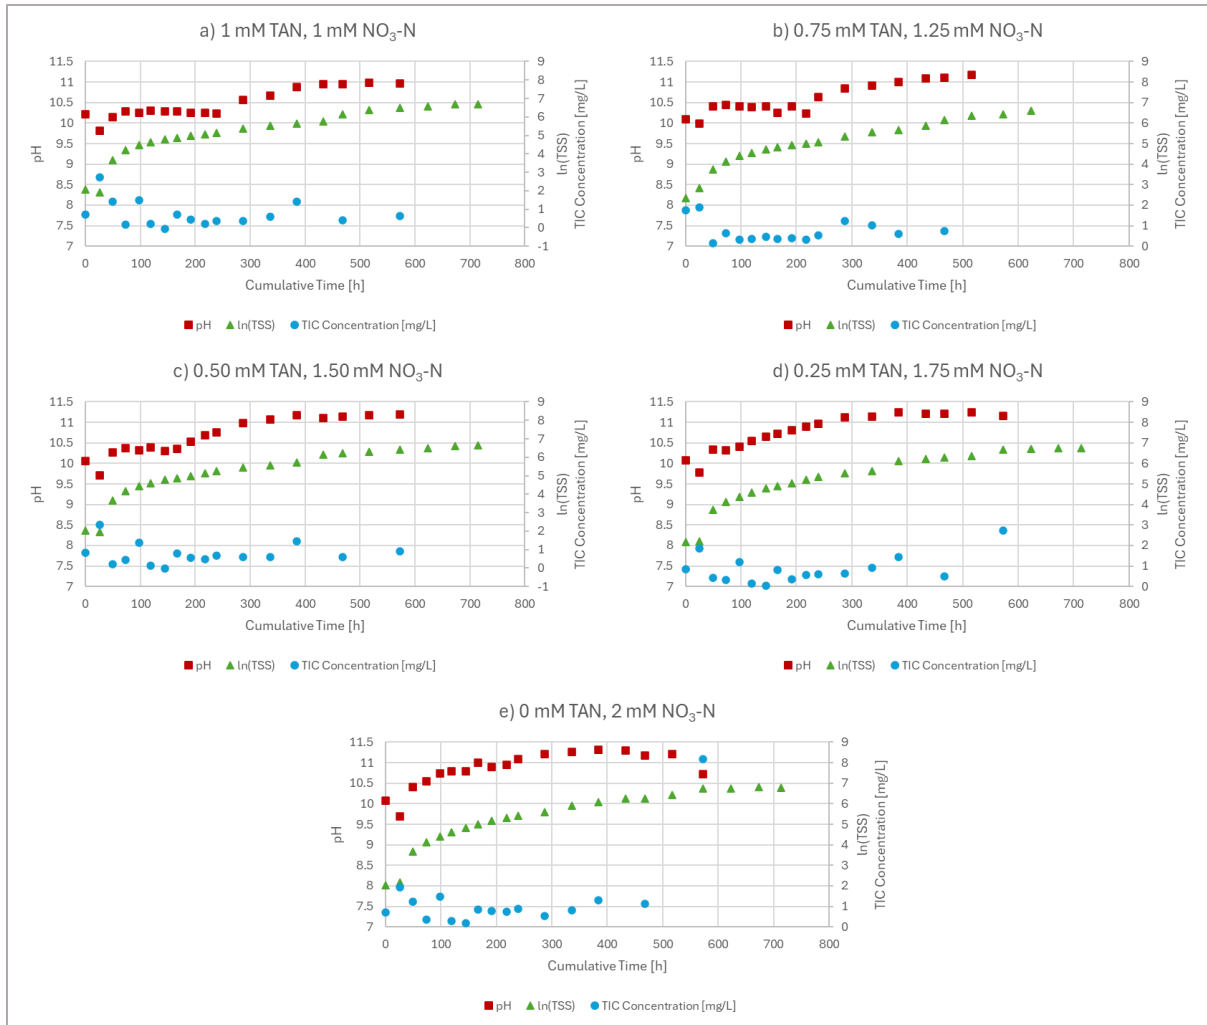 a) 1 mM TAN, 1 mM NO₃-N
11.5
11
10.5
10
9.5
9
8.5
8
7.5
7
pH
9
8
7
6
5
4
3
2
1
0
-1
ln(TSS)
TIC Concentration [mg/L]
0 100 200 300 400 500 600 700 800
Cumulative Time [h]
pH ln(TSS) TIC Concentration [mg/L]
b) 0.75 mM TAN, 1.25 mM NO₃-N
11.5
11
10.5
10
9.5
9
8.5
8
7.5
7
pH
9
8
7
6
5
4
3
2
1
0
ln(TSS)
TIC Concentration [mg/L]
0 100 200 300 400 500 600 700 800
Cumulative Time [h]
pH ln(TSS) TIC Concentration [mg/L]
c) 0.50 mM TAN, 1.50 mM NO₃-N
11.5
11
10.5
10
9.5
9
8.5
8
7.5
7
pH
9
8
7
6
5
4
3
2
1
0
-1
ln(TSS)
TIC Concentration [mg/L]
0 100 200 300 400 500 600 700 800
Cumulative Time [h]
pH ln(TSS) TIC Concentration [mg/L]
d) 0.25 mM TAN, 1.75 mM NO₃-N
11.5
11
10.5
10
9.5
9
8.5
8
7.5
7
pH
9
8
7
6
5
4
3
2
1
0
ln(TSS)
TIC Concentration [mg/L]
0 100 200 300 400 500 600 700 800
Cumulative Time [h]
pH ln(TSS) TIC Concentration [mg/L]
e) 0 mM TAN, 2 mM NO₃-N
11.5
11
10.5
10
9.5
9
8.5
8
7.5
7
pH
9
8
7
6
5
4
3
2
1
0
ln(TSS)
TIC Concentration [mg/L]
0 100 200 300 400 500 600 700 800
Cumulative Time [h]
pH ln(TSS) TIC Concentration [mg/L]